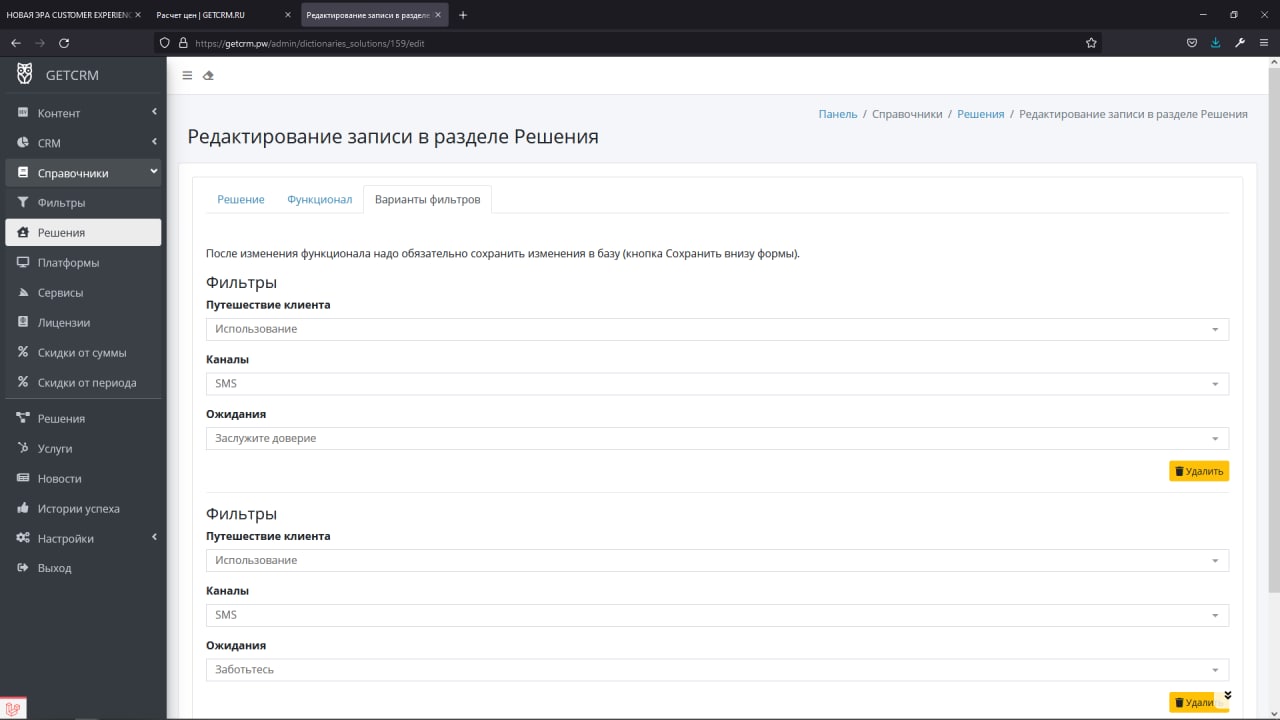 НОВАЯ ЭРА CUSTOMER EXPERIENC
Расчет цен | GETCRM.RU
Редактирование записи в разделе
https://getcrm.pw/admin/dictionaries_solutions/159/edit
GETCRM
Контент
CRM
Справочники
Фильтры
Решения
Платформы
Сервисы
Лицензии
Скидки от суммы
Скидки от периода
Решения
Услуги
Новости
Истории успеха
Настройки
Выход
Панель / Справочники / Решения / Редактирование записи в разделе Решения
Редактирование записи в разделе Решения
Решение
Функционал
Варианты фильтров
После изменения функционала надо обязательно сохранить изменения в базу (кнопка Сохранить внизу формы).
Фильтры
Путешествие клиента
Использование
Каналы
SMS
Ожидания
Заслужите доверие
Удалить
Фильтры
Путешествие клиента
Использование
Каналы
SMS
Ожидания
Заботьтесь
Удали